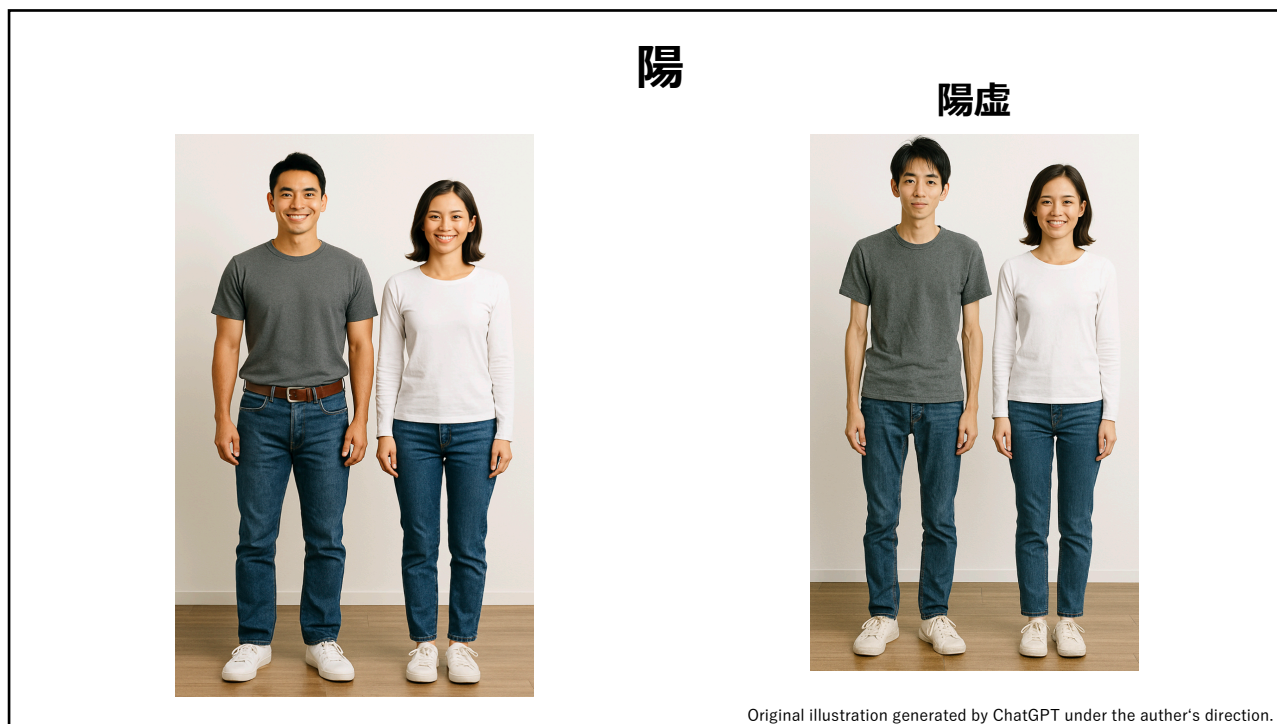 陽
陽虚
Original illustration generated by ChatGPT under the auther‘s direction.